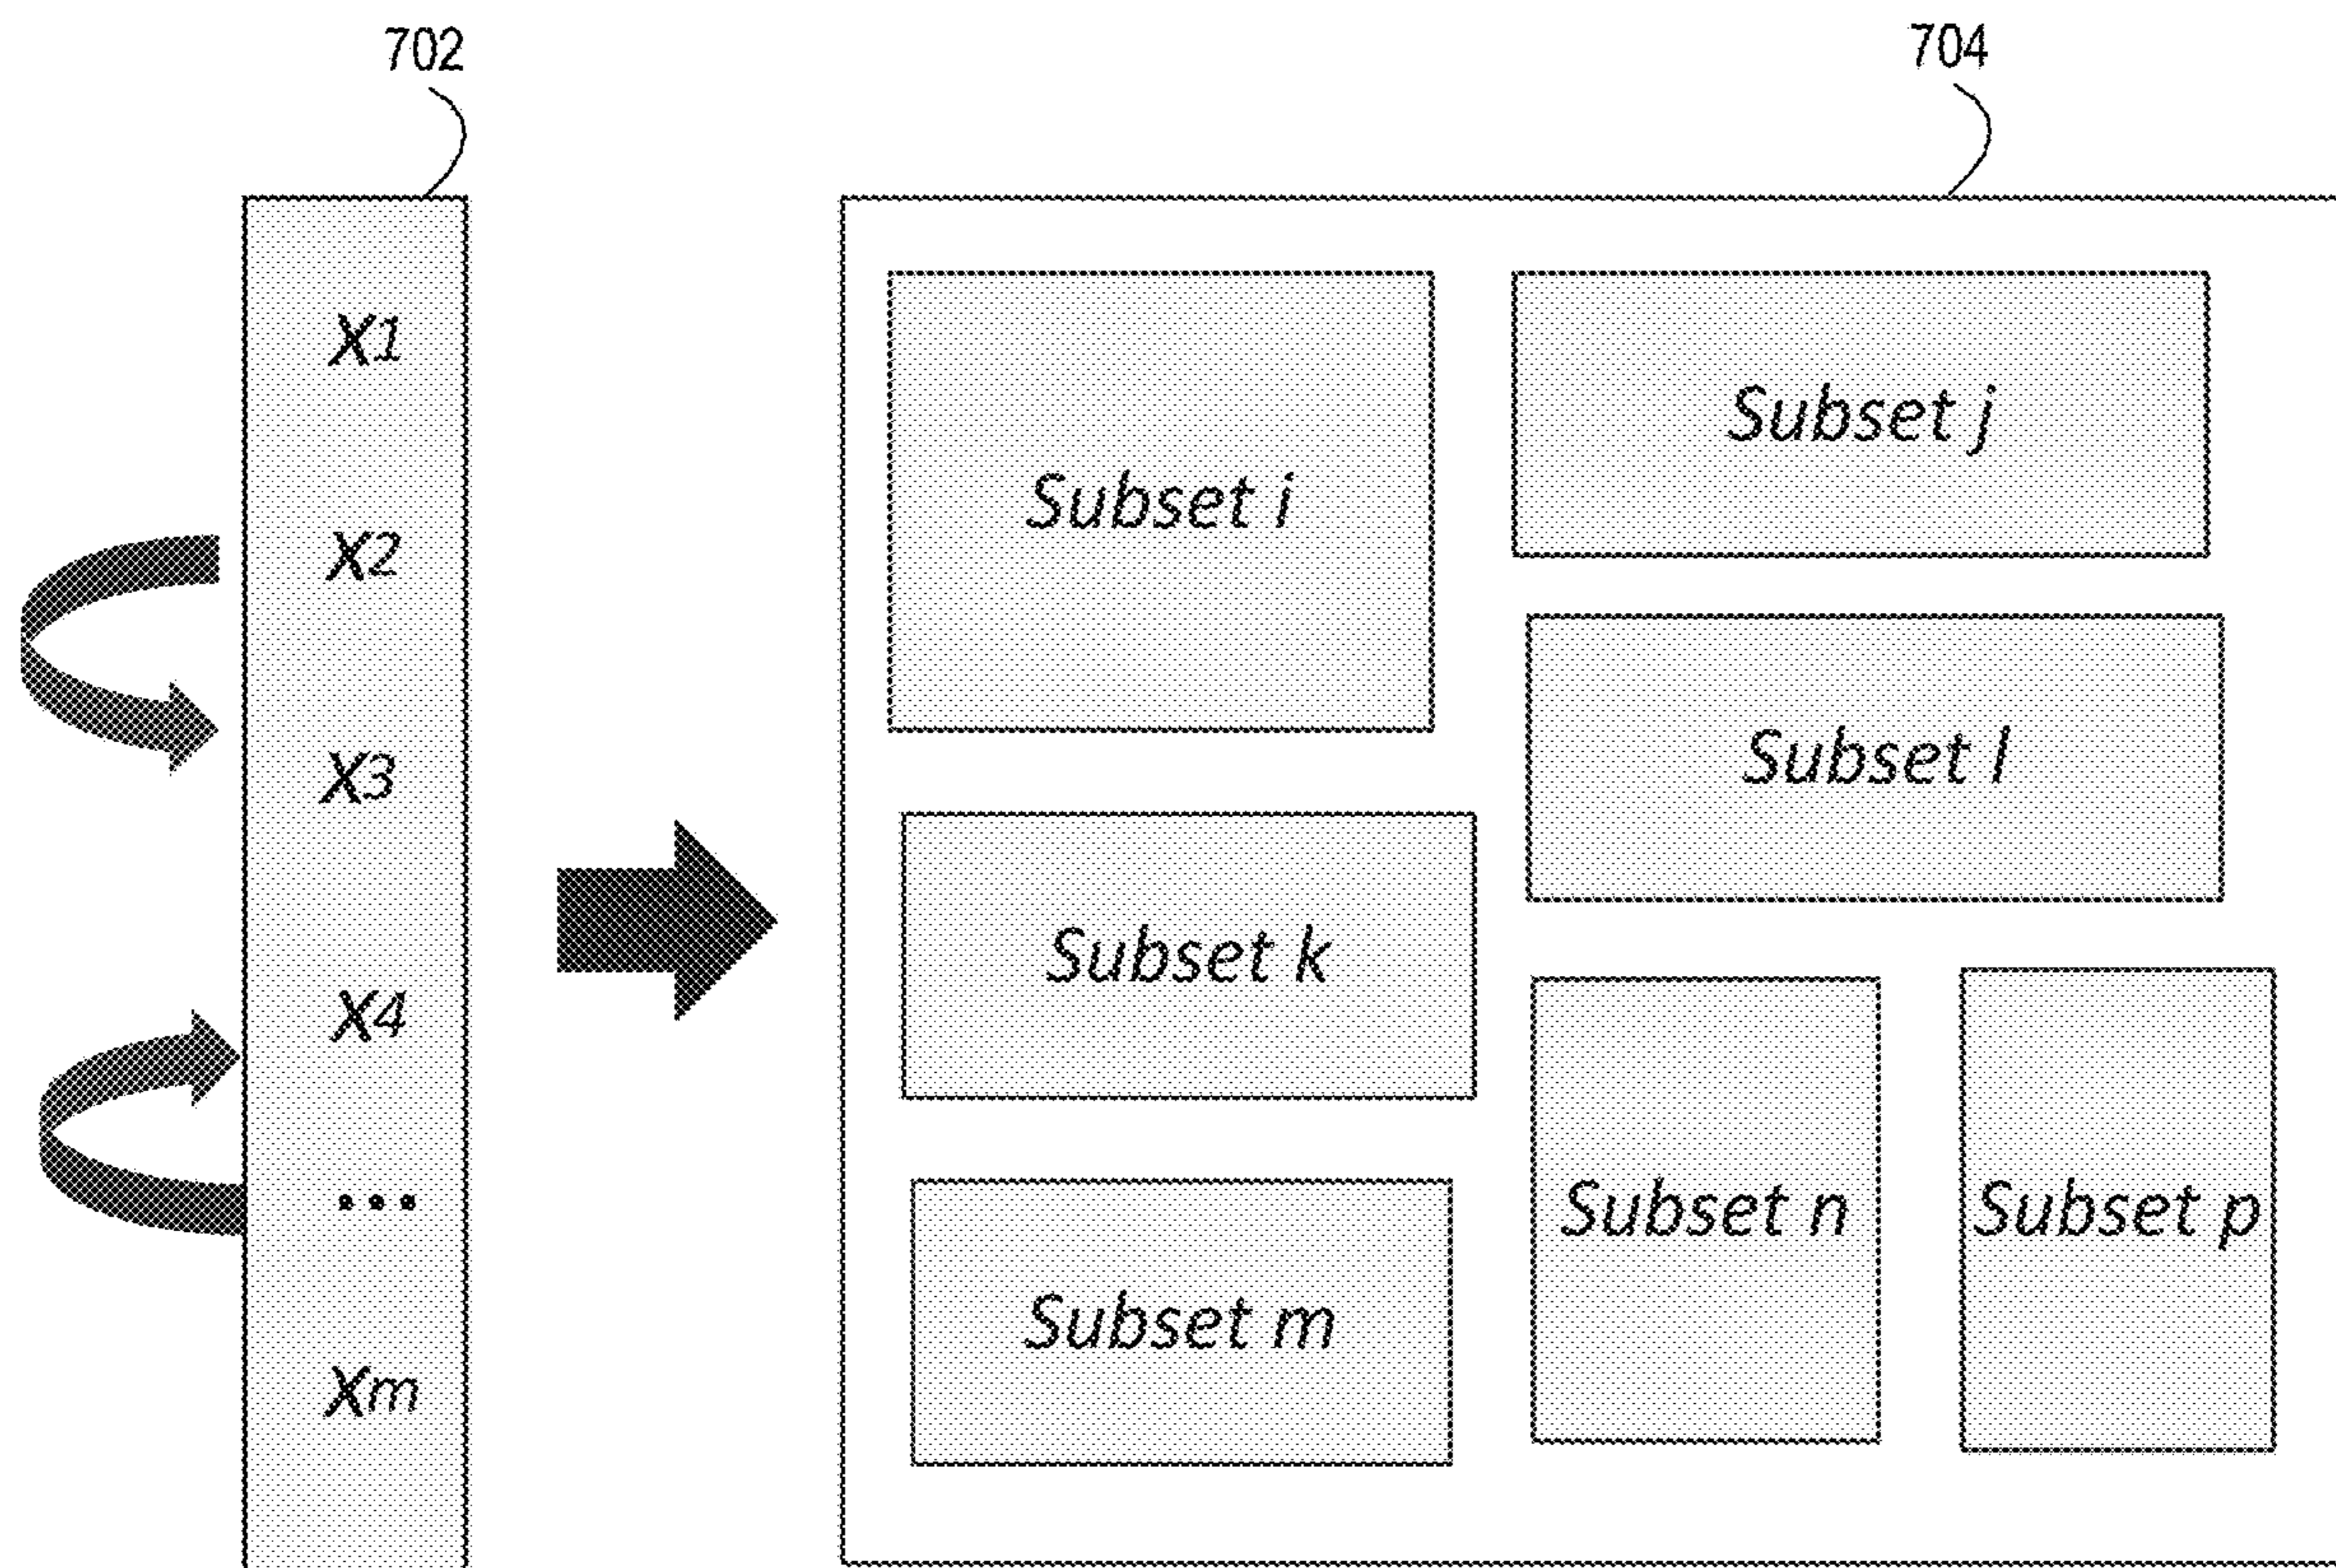 702
704
X1
X2
X3
X4
...
Xm
Subset i
Subset j
Subset l
Subset k
Subset n
Subset p
Subset m